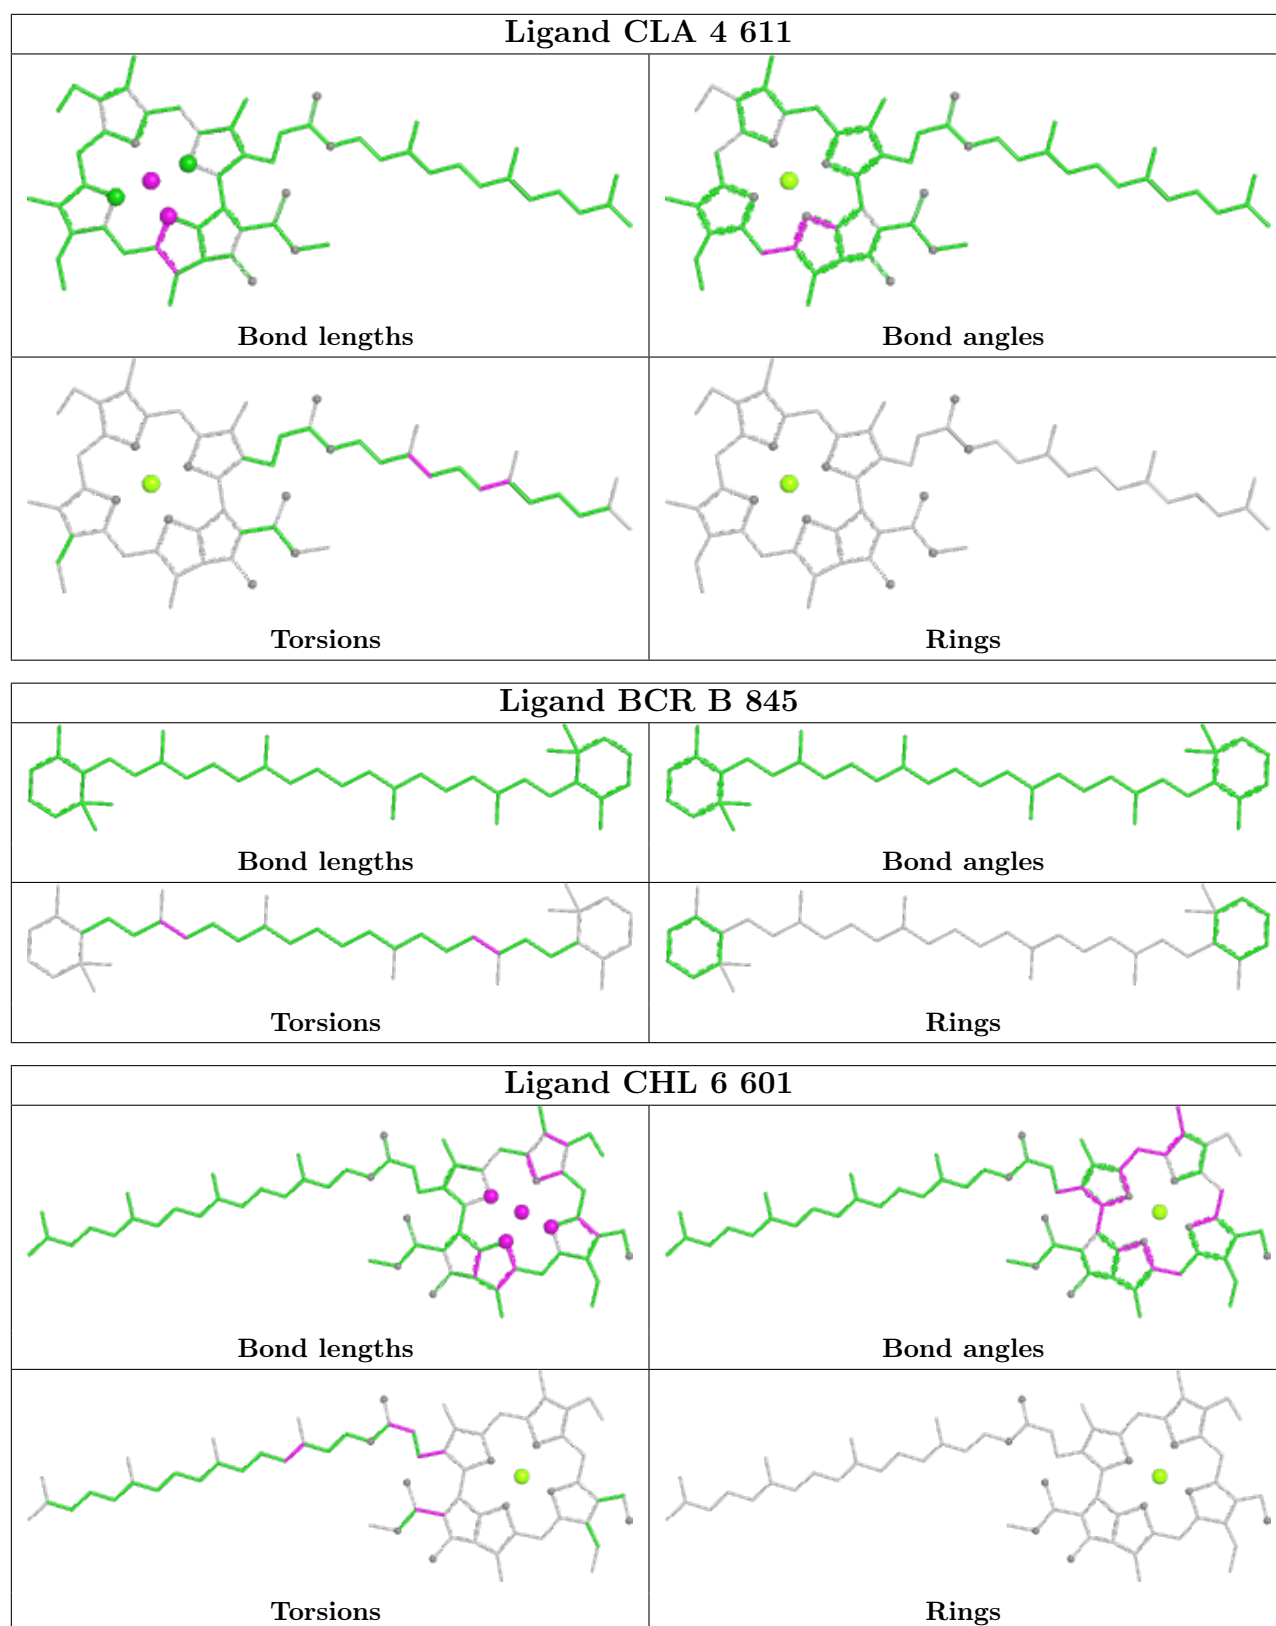 Ligand CLA 4 611
Bond lengths
Bond angles
Torsions
Rings
Ligand BCR B 845
Bond lengths
Bond angles
Torsions
Rings
Ligand CHL 6 601
Bond lengths
Bond angles
Torsions
Rings